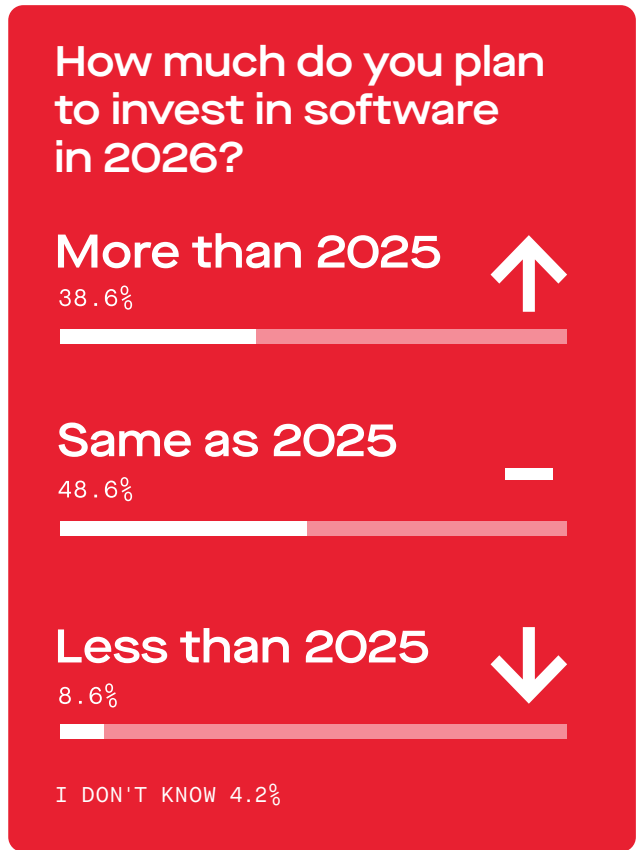 How much do you plan
to invest in software
in 2026?
More than 2025
38.6%
Same as 2025
48.6%
Less than 2025
8.6%
I DON'T KNOW 4.2%